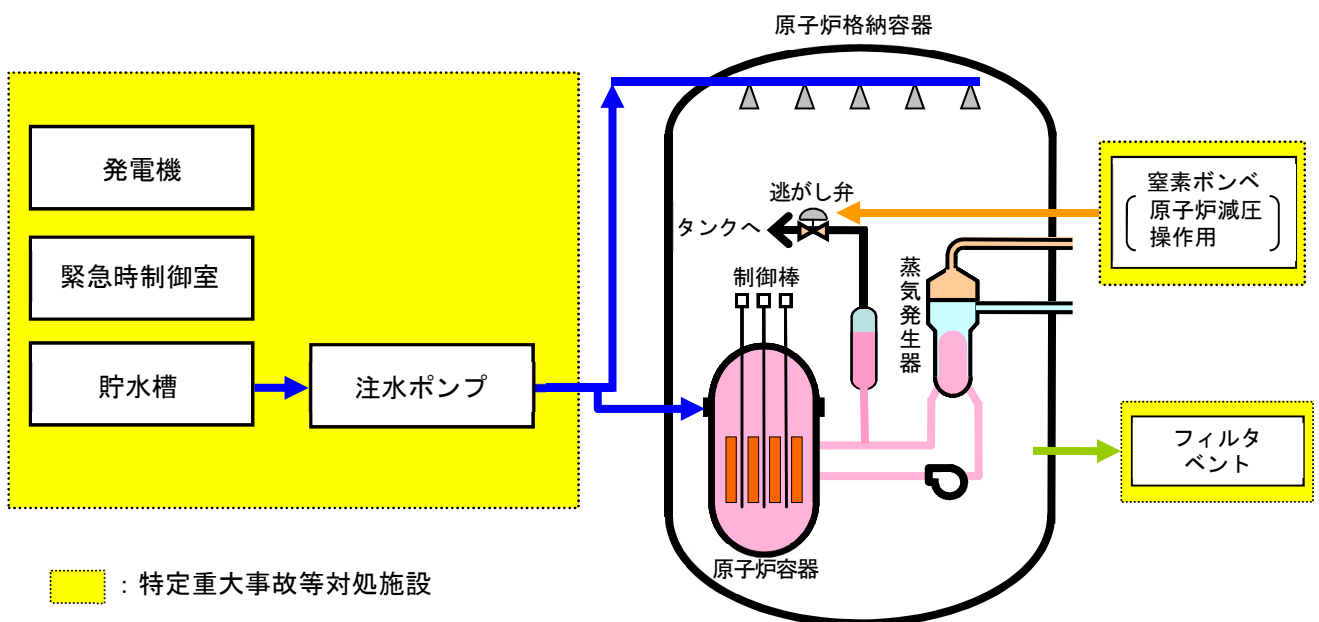 原子炉格納容器
発電機
緊急時制御室
貯水槽
注水ポンプ
逃がし弁
タンクへ
制御棒
蒸気発生器
原子炉容器
窒素ボンベ
原子炉減圧
操作用
フィルタ
ベント
：特定重大事故等対処施設